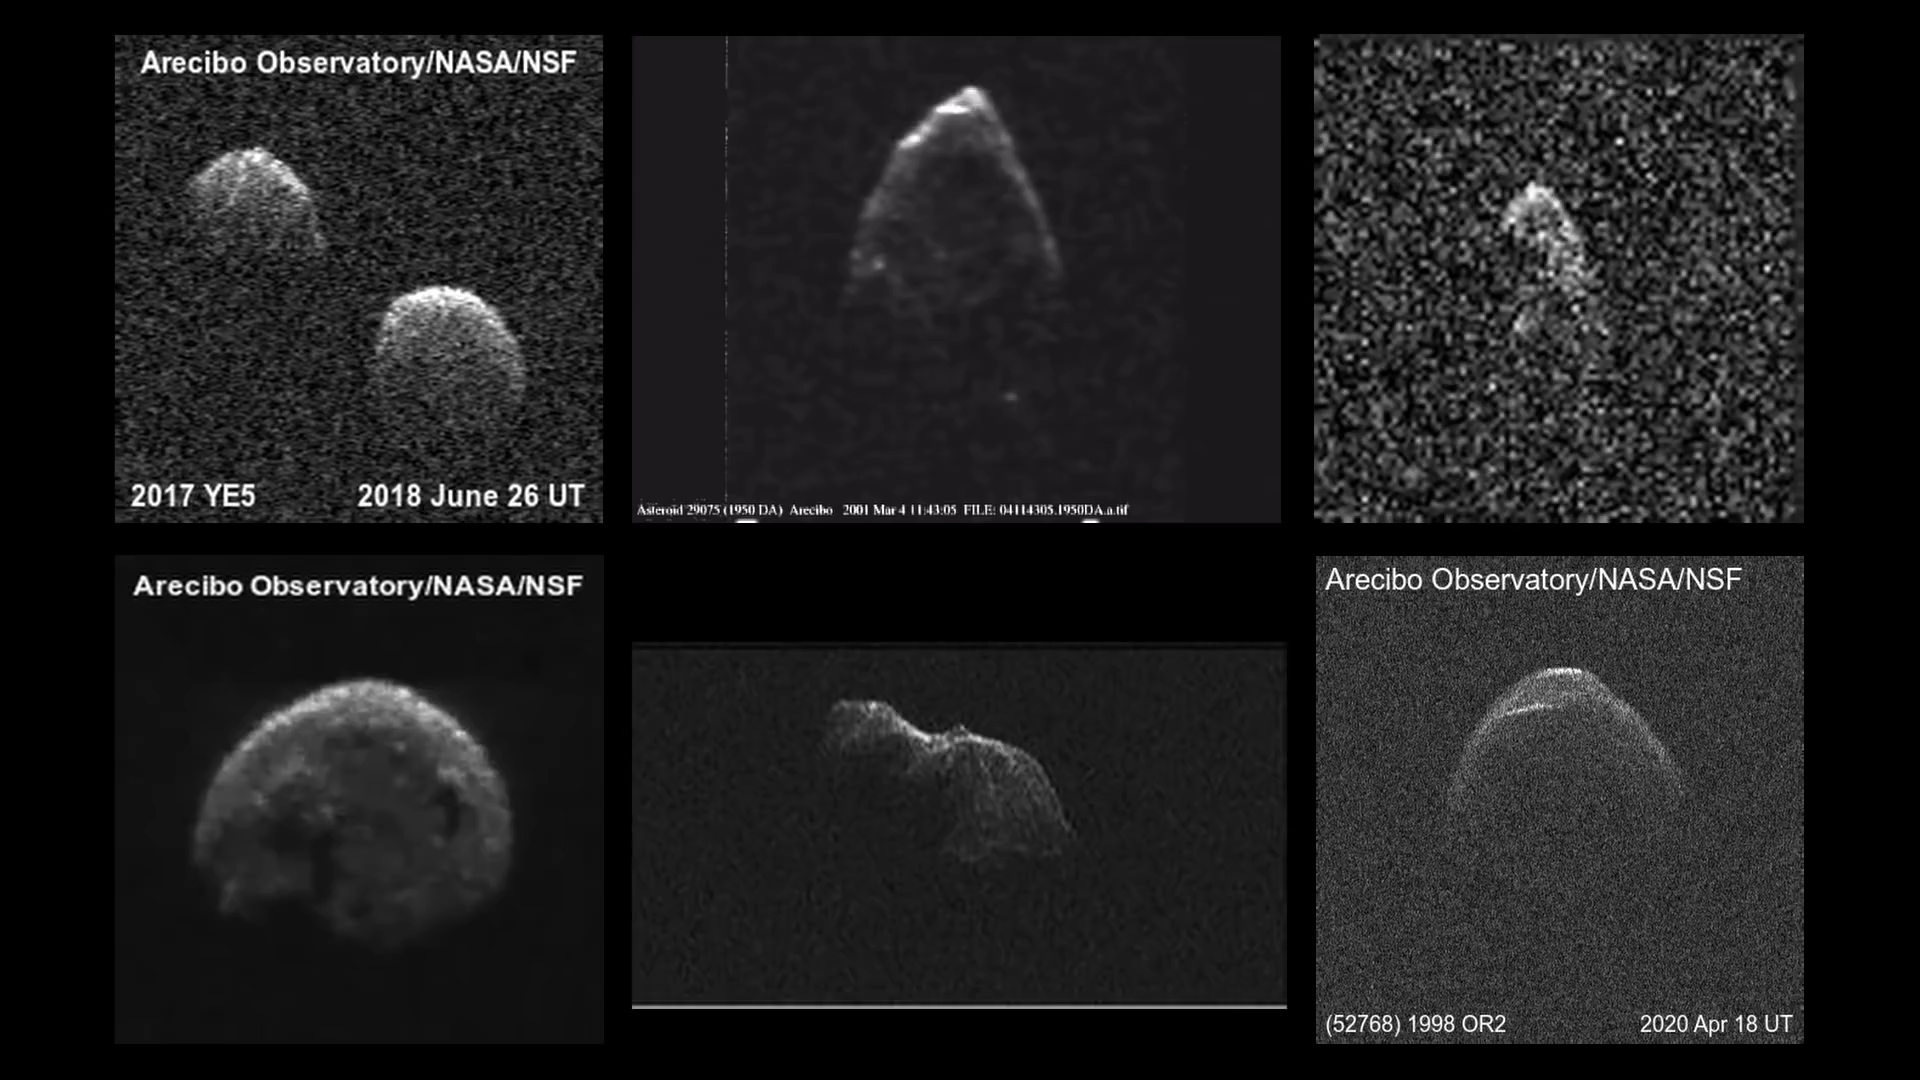 Arecibo Observatory/NASA/NSF
2017 YE5 2018 June 26 UT
Asteroid 29075 (1950 DA) Arecibo 2001 Mar 4 11:43:05 FILE: 04114305.1950DA.a.tif
Arecibo Observatory/NASA/NSF
Arecibo Observatory/NASA/NSF
(52768) 1998 OR2 2020 Apr 18 UT